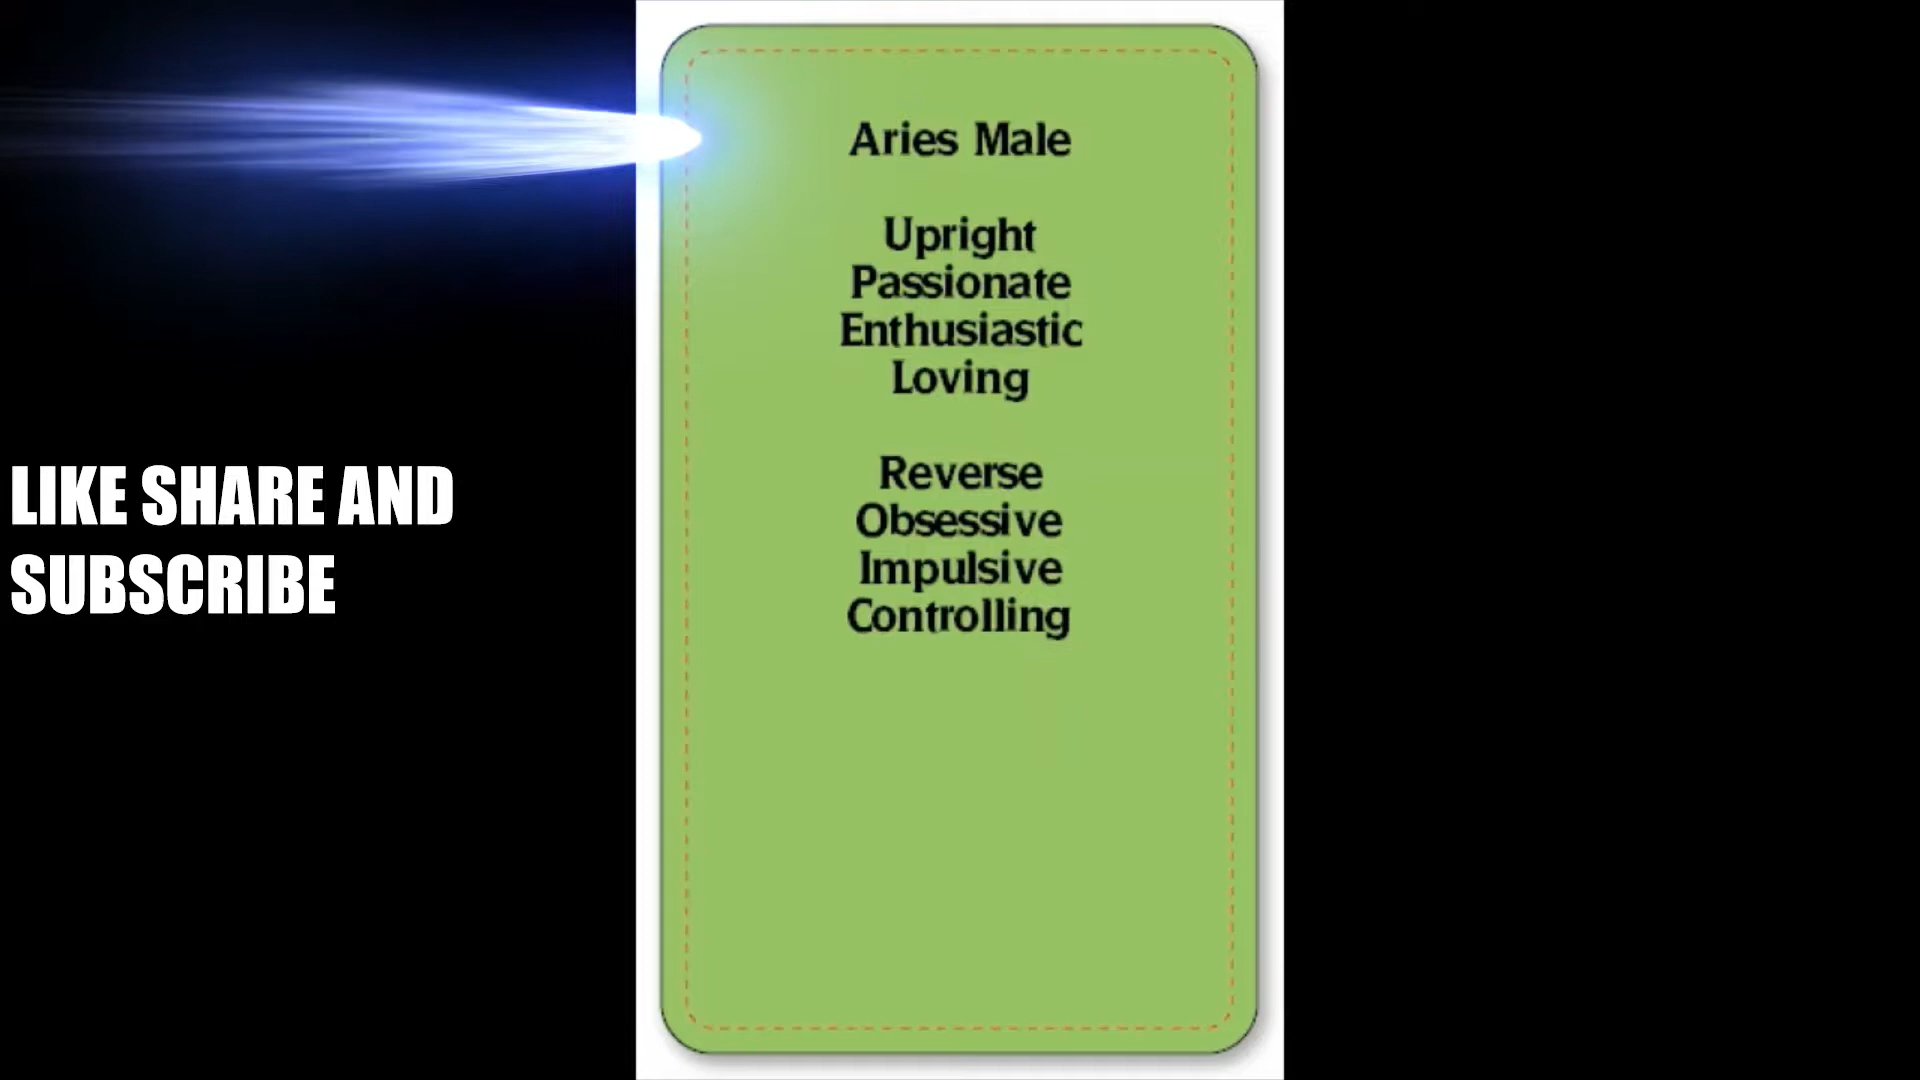 LIKE SHARE AND
SUBSCRIBE
Aries Male
Upright
Passionate
Enthusiastic
Loving
Reverse
Obsessive
Impulsive
Controlling